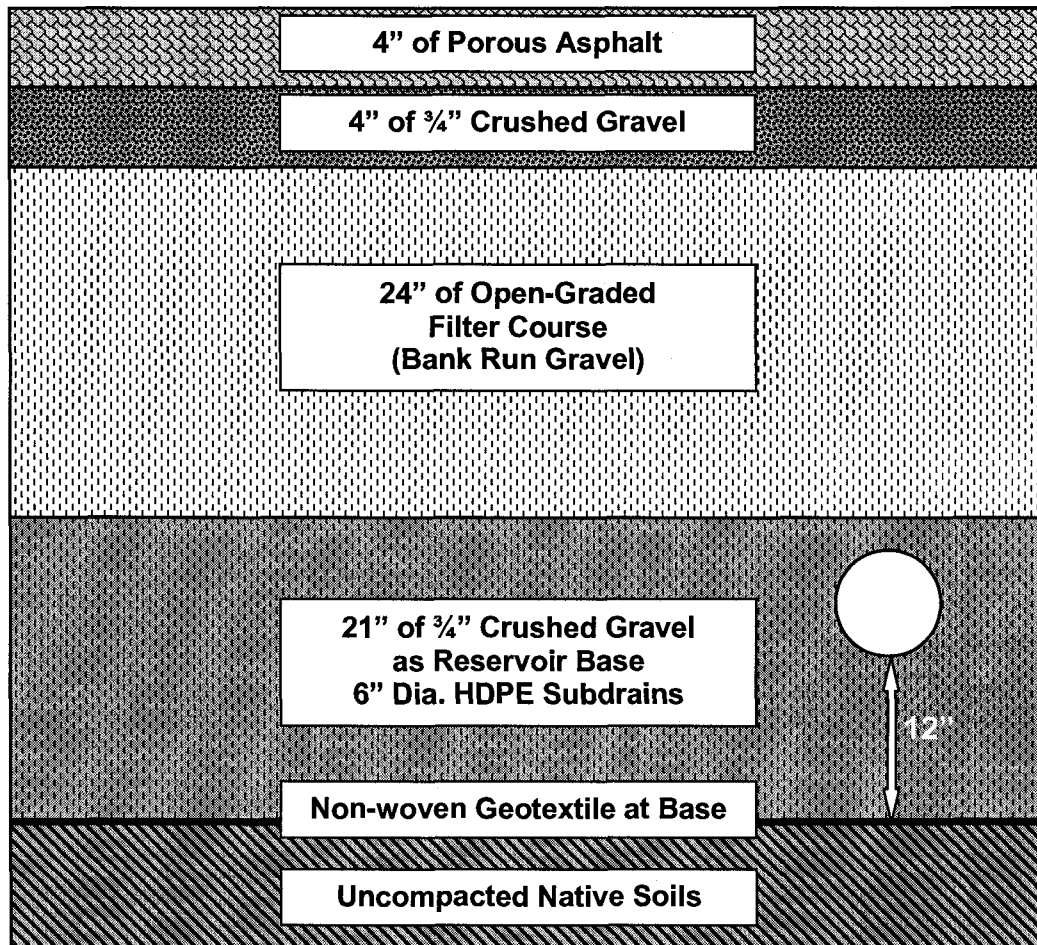 4” of Porous Asphalt
4” of ¾” Crushed Gravel
24” of Open-Graded
Filter Course
(Bank Run Gravel)
21” of ¾” Crushed Gravel
as Reservoir Base
6” Dia. HDPE Subdrains
12”
Non-woven Geotextile at Base
Uncompacted Native Soils